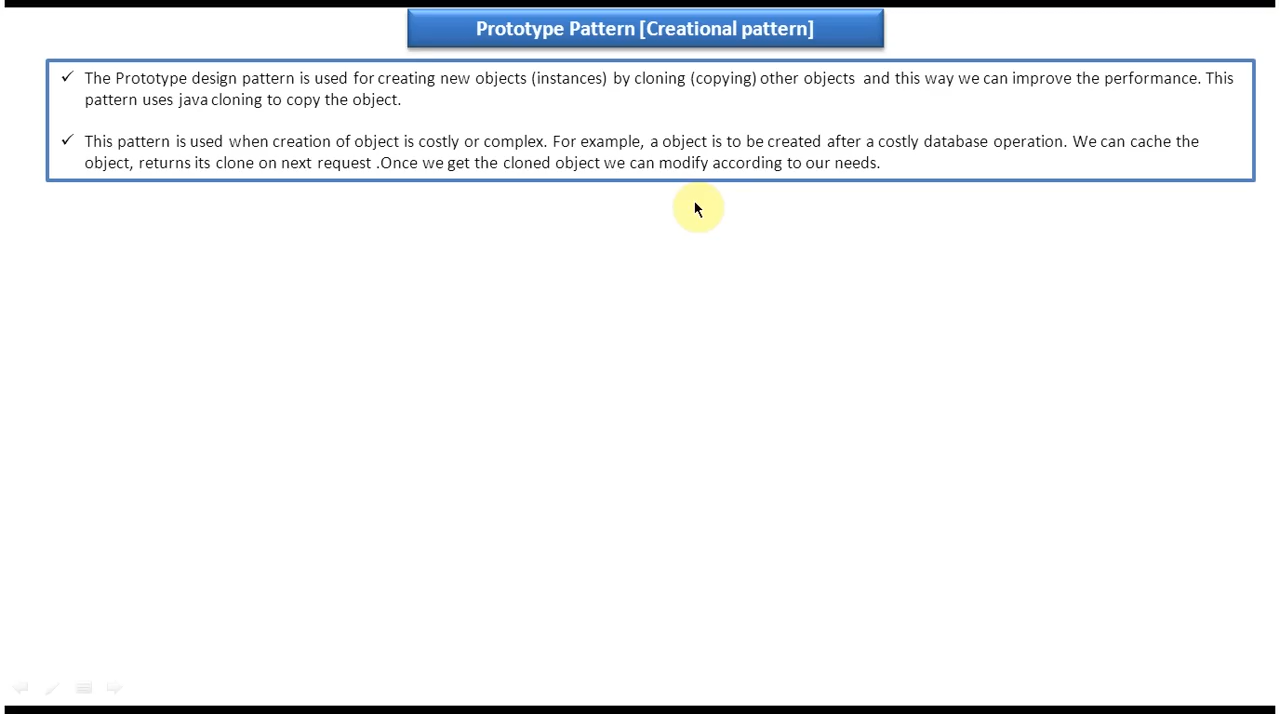 Prototype Pattern [Creational pattern]
✓ The Prototype design pattern is used for creating new objects (instances) by cloning (copying) other objects and this way we can improve the performance. This
pattern uses java cloning to copy the object.
✓ This pattern is used when creation of object is costly or complex. For example, a object is to be created after a costly database operation. We can cache the
object, returns its clone on next request .Once we get the cloned object we can modify according to our needs.